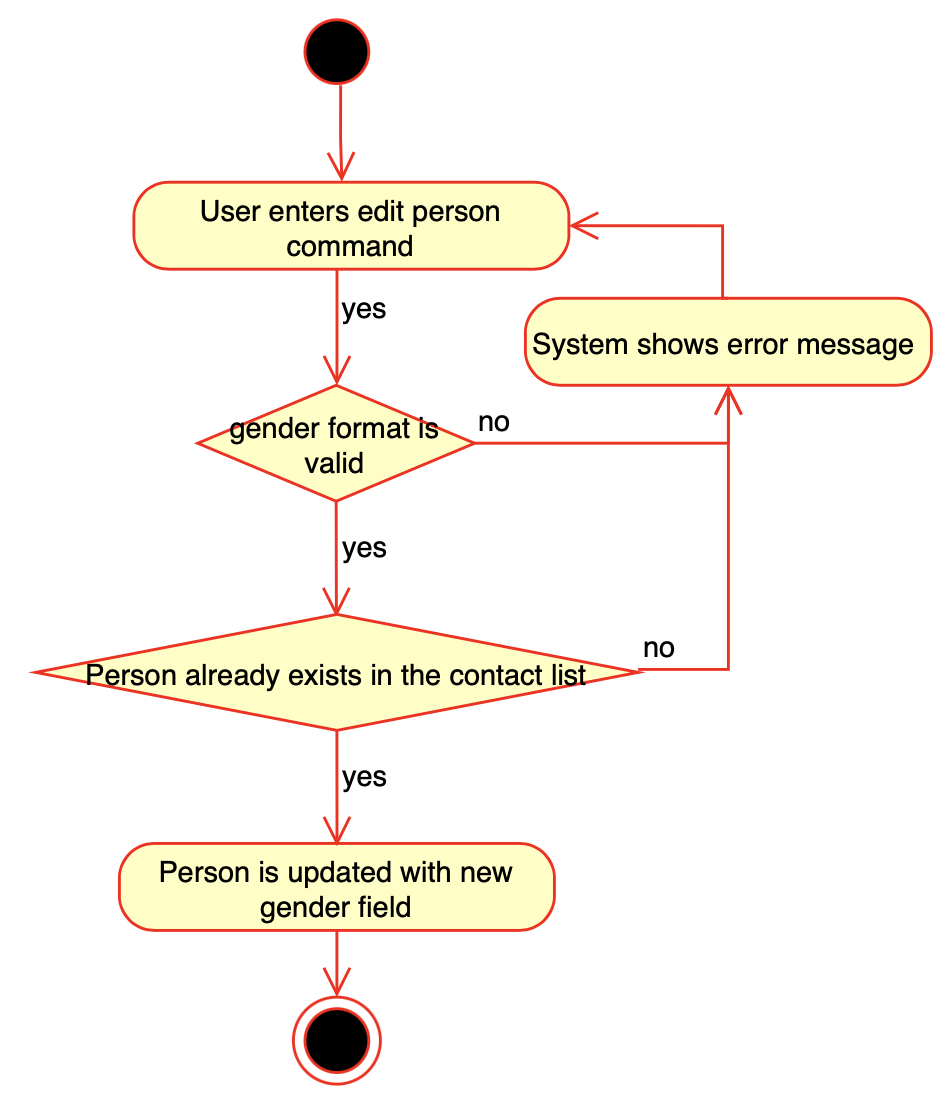 User enters edit person
command
yes
System shows error message
gender format is
valid
no
yes
no
Person already exists in the contact list
yes
Person is updated with new
gender field